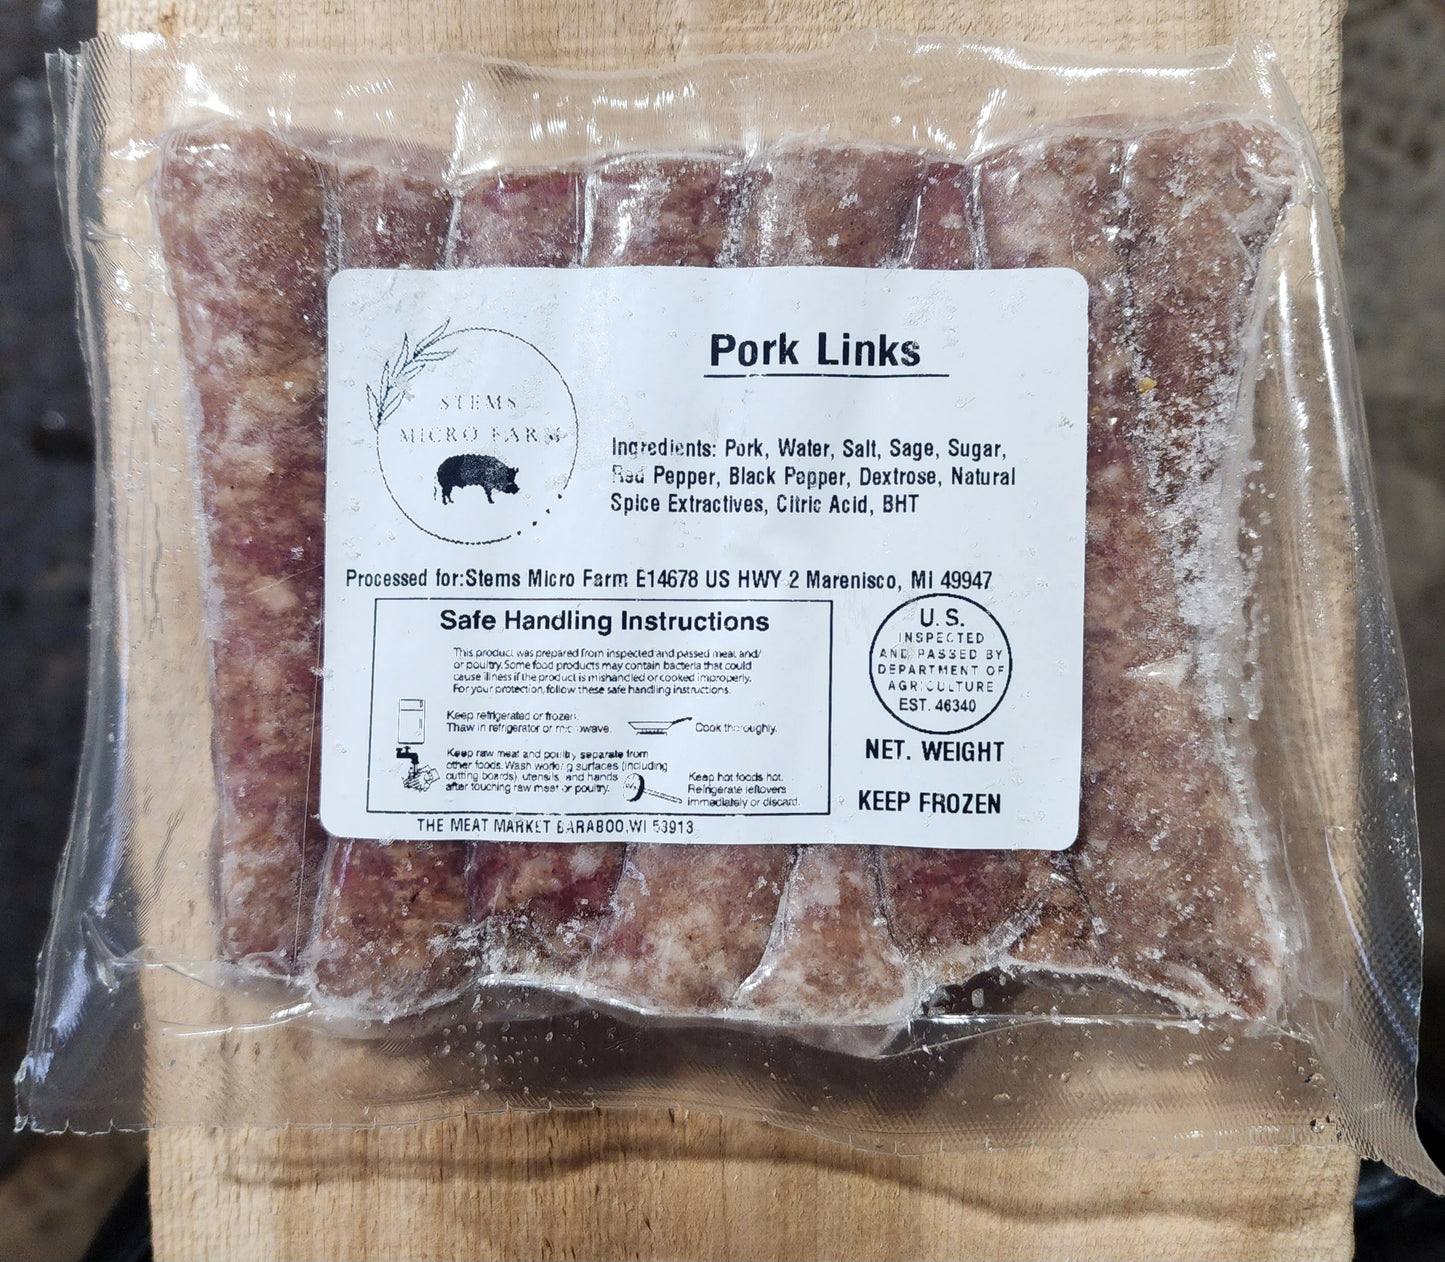 STEMS
MICRO FARM
Pork Links
Ingredients: Pork, Water, Salt, Sage, Sugar,
Red Pepper, Black Pepper, Dextrose, Natural
Spice Extractives, Citric Acid, BHT
Processed for:Stems Micro Farm E14678 US HWY 2 Marenisco, MI 49947
Safe Handling Instructions
This product was prepared from inspected and passed meat and/
or poultry. Some food products may contain bacteria that could
cause illness if the product is mishandled or cooked improperly.
For your protection, follow these safe handling instructions.
Keep refrigerated or frozen.
Thaw in refrigerator or microwave.
Cook thoroughly.
Keep raw meat and poultry separate from
other foods. Wash working surfaces (including
cutting boards), utensils, and hands
after touching raw meat or poultry.
Keep hot foods hot.
Refrigerate leftovers
immediately or discard.
U.S.
INSPECTED
AND PASSED BY
DEPARTMENT OF
AGRICULTURE
EST. 46340
NET. WEIGHT
KEEP FROZEN
THE MEAT MARKET BARABOO,WI 53913